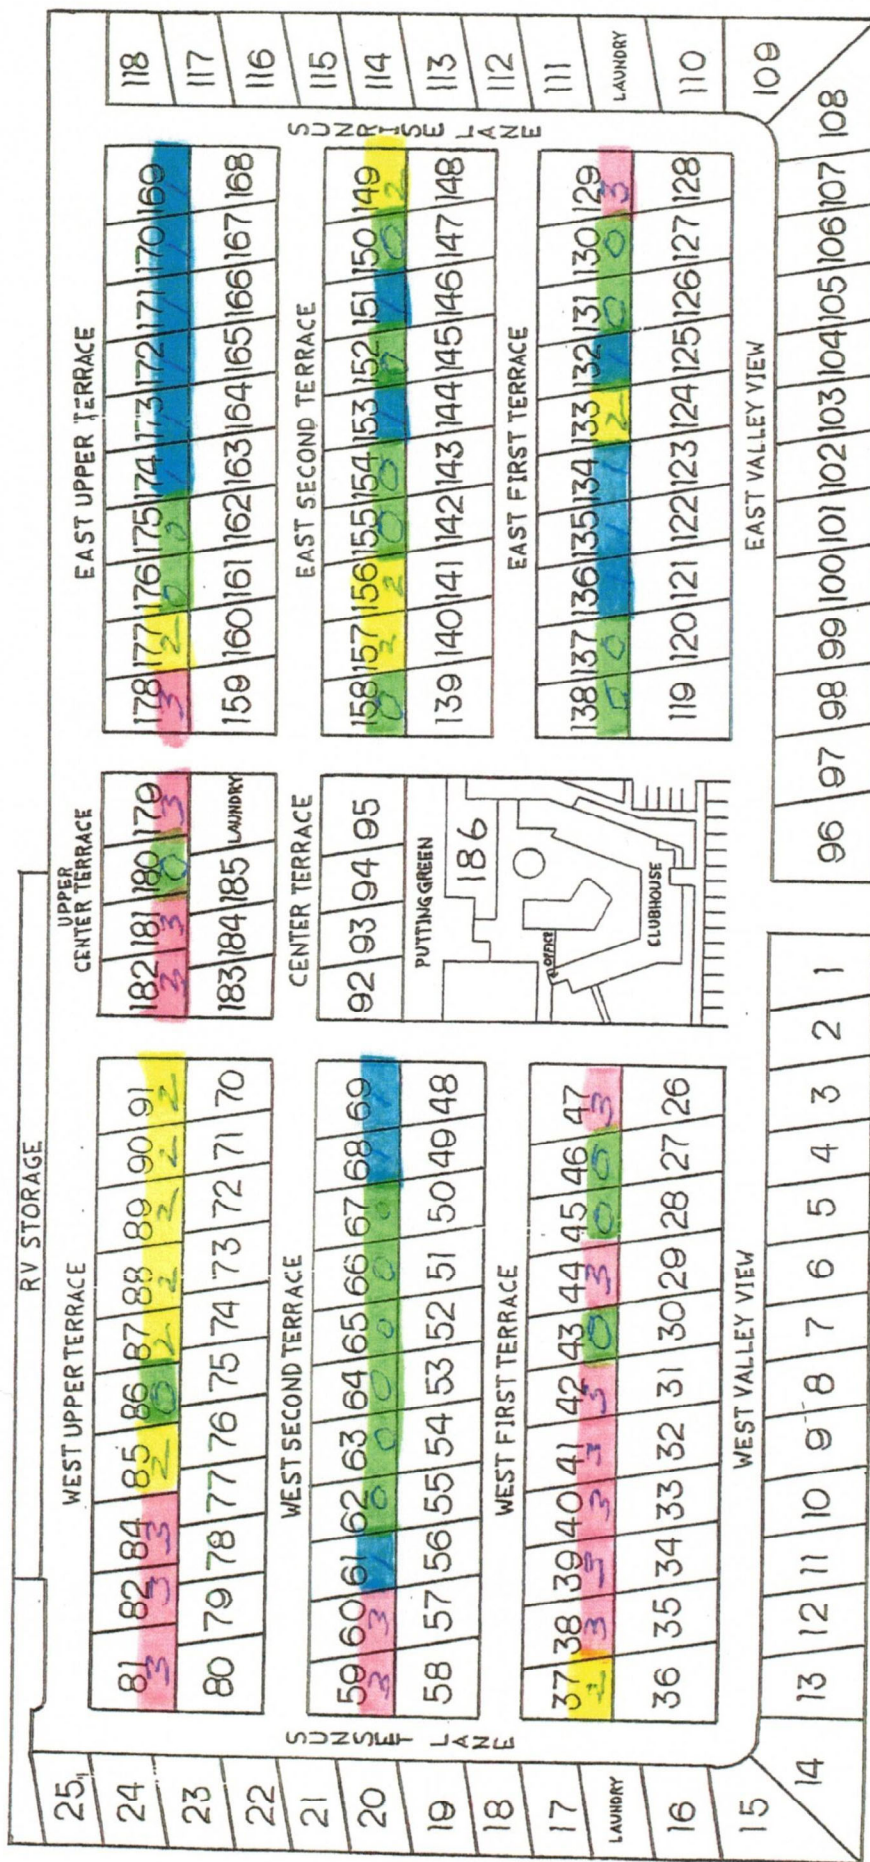 RV STORAGE
25
24
23
22
21
20
19
18
17
LAUNDRY
16
15
14
SUNSET LANE
WEST UPPER TERRACE
81 82 84 85 86 87 88 89 90 91
3 3 3 2 0 2 2 2 2 2
80 79 78 77 76 75 74 73 72 71 70
WEST SECOND TERRACE
59 60 61 62 63 64 65 66 67 68 69
3 3 1 0 0 0 0 0 0 1 1
58 57 56 55 54 53 52 51 50 49 48
WEST FIRST TERRACE
37 38 39 40 41 42 43 44 45 46 47
2 3 3 3 3 3 0 3 0 0 3
36 35 34 33 32 31 30 29 28 27 26
WEST VALLEY VIEW
13 12 11 10 9 8 7 6 5 4 3 2 1
UPPER
CENTER TERRACE
182 181 180 179
3 3 0 3
183 184 185 LAUNDRY
CENTER TERRACE
92 93 94 95
PUTTING GREEN
186
OFFICE
CLUBHOUSE
EAST UPPER TERRACE
178 177 176 175 174 173 172 171 170 169
3 2 0 0 1 1 1 1 1 1
159 160 161 162 163 164 165 166 167 168
EAST SECOND TERRACE
158 157 156 155 154 153 152 151 150 149
0 2 2 0 0 1 0 1 0 2
139 140 141 142 143 144 145 146 147 148
EAST FIRST TERRACE
138 137 136 135 134 133 132 131 130 129
0 0 1 1 1 2 1 0 0 3
119 120 121 122 123 124 125 126 127 128
EAST VALLEY VIEW
96 97 98 99 100 101 102 103 104 105 106 107 108
SUNRISE LANE
118
117
116
115
114
113
112
111
LAUNDRY
110
109